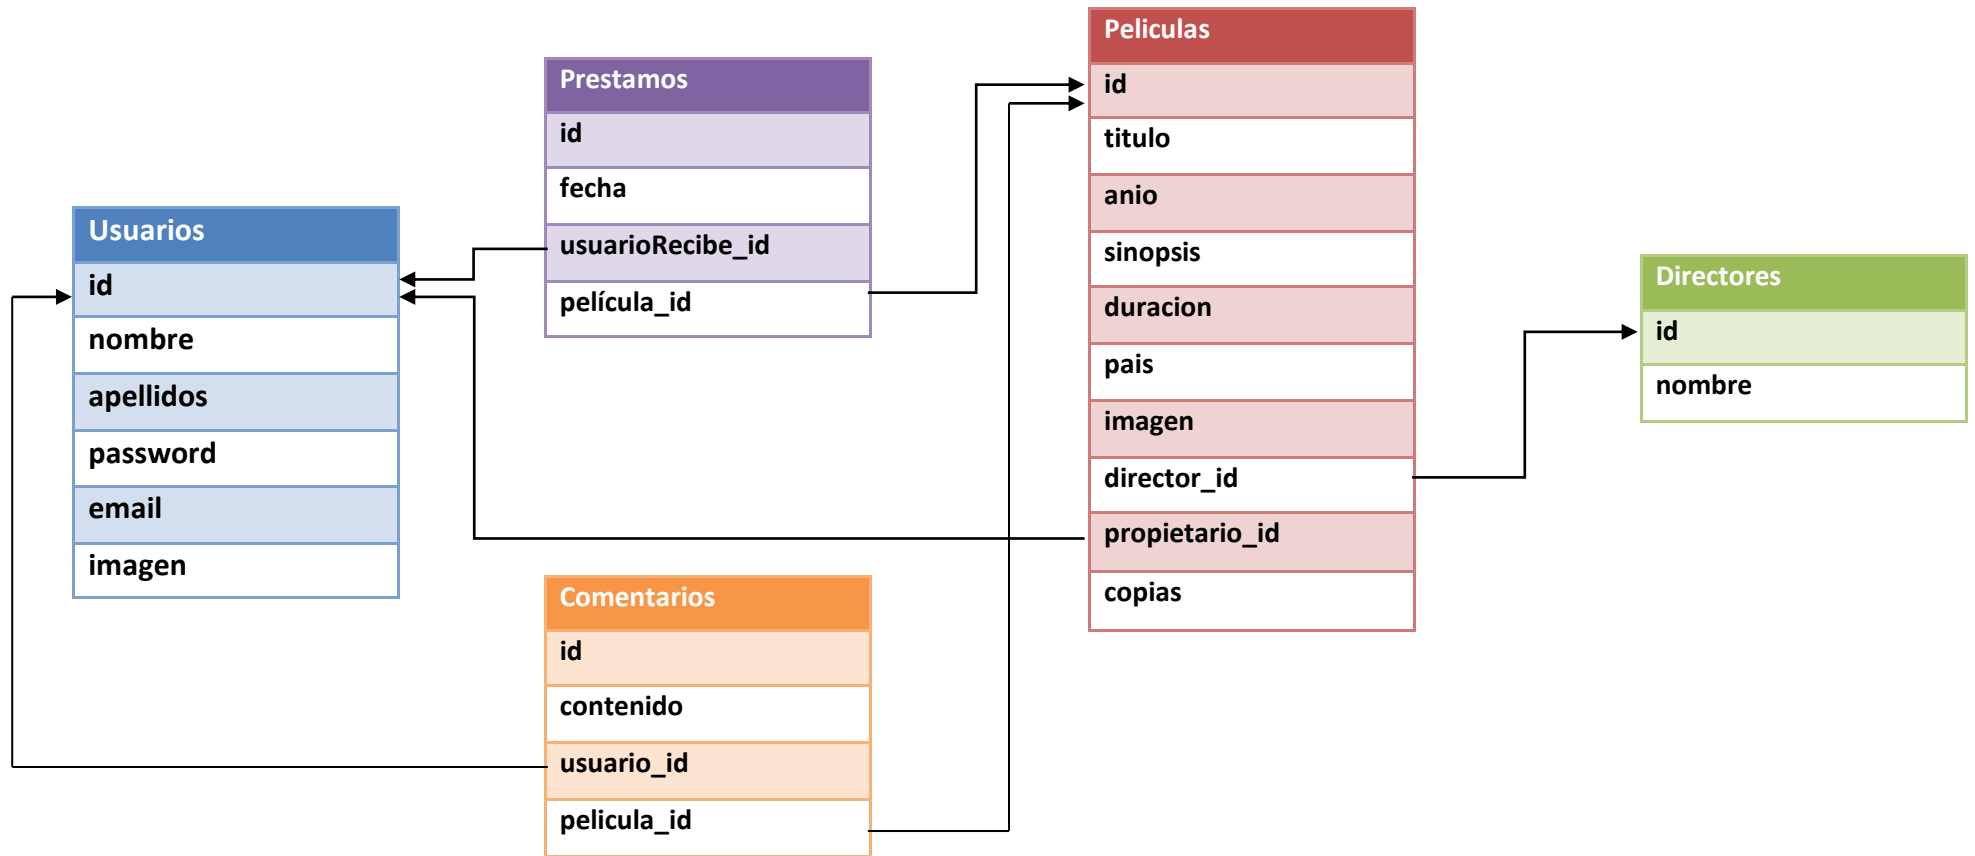 Usuarios
id
nombre
apellidos
password
email
imagen
Prestamos
id
fecha
usuarioRecibe_id
película_id
Comentarios
id
contenido
usuario_id
pelicula_id
Peliculas
id
titulo
anio
sinopsis
duracion
pais
imagen
director_id
propietario_id
copias
Directores
id
nombre